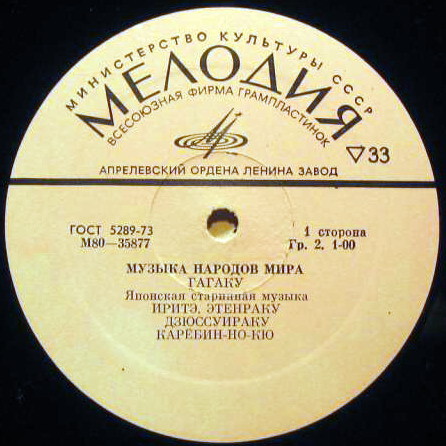 МИНИСТЕРСТВО КУЛЬТУРЫ СССР
МЕЛОДИЯ
ВСЕСОЮЗНАЯ ФИРМА ГРАМПЛАСТИНОК
33
АПРЕЛЕВСКИЙ ОРДЕНА ЛЕНИНА ЗАВОД
ГОСТ 5289-73
М80—35877
1 сторона
Гр. 2. 1-00
МУЗЫКА НАРОДОВ МИРА
ГАГАКУ
Японская старинная музыка
ИРИТЭ, ЭТЕНРАКУ
ДЗЮССУИРАКУ
КАРЁБИН-НО-КЮ